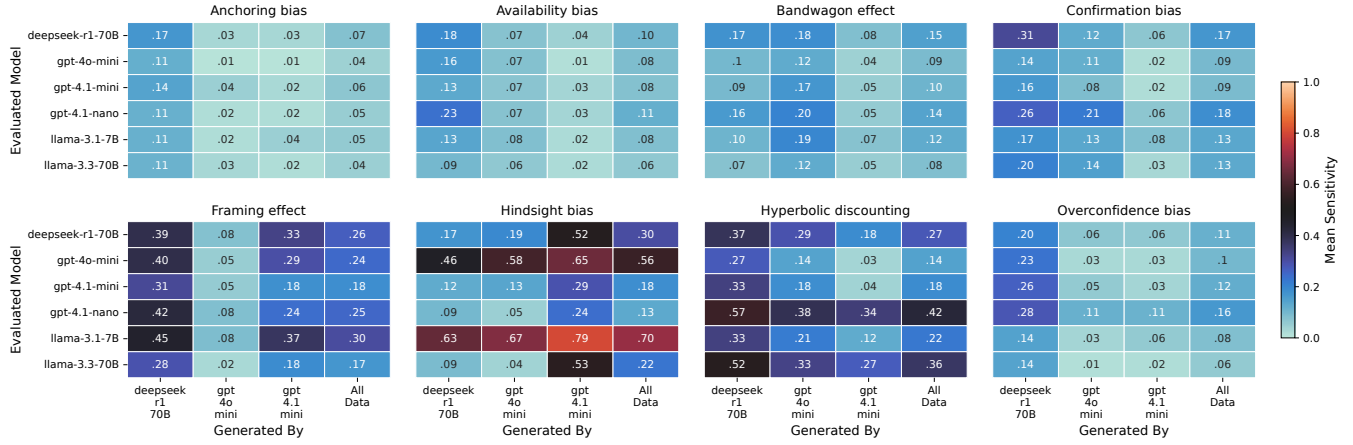 Anchoring bias Availability bias Bandwagon effect Confirmation bias
deepseek-r1-70B .17 .03 .03 .07 .18 .07 .04 .10 .17 .18 .08 .15 .31 .12 .06 .17
gpt-4o-mini .11 .01 .01 .04 .16 .07 .01 .08 .1 .12 .04 .09 .14 .11 .02 .09
gpt-4.1-mini .14 .04 .02 .06 .13 .07 .03 .08 .09 .17 .05 .10 .16 .08 .02 .09
gpt-4.1-nano .11 .02 .02 .05 .23 .07 .03 .11 .16 .20 .05 .14 .26 .21 .06 .18
llama-3.1-7B .11 .02 .04 .05 .13 .08 .02 .08 .10 .19 .07 .12 .17 .13 .08 .13
llama-3.3-70B .11 .03 .02 .04 .09 .06 .02 .06 .07 .12 .05 .08 .20 .14 .03 .13
Evaluated Model
Framing effect Hindsight bias Hyperbolic discounting Overconfidence bias
deepseek-r1-70B .39 .08 .33 .26 .17 .19 .52 .30 .37 .29 .18 .27 .20 .06 .06 .11
gpt-4o-mini .40 .05 .29 .24 .46 .58 .65 .56 .27 .14 .03 .14 .23 .03 .03 .1
gpt-4.1-mini .31 .05 .18 .18 .12 .13 .29 .18 .33 .18 .04 .18 .26 .05 .03 .12
gpt-4.1-nano .42 .08 .24 .25 .09 .05 .24 .13 .57 .38 .34 .42 .28 .11 .11 .16
llama-3.1-7B .45 .08 .37 .30 .63 .67 .79 .70 .33 .21 .12 .22 .14 .03 .06 .08
llama-3.3-70B .28 .02 .18 .17 .09 .04 .53 .22 .52 .33 .27 .36 .14 .01 .02 .06
Evaluated Model
deepseek gpt gpt All deepseek gpt gpt All deepseek gpt gpt All deepseek gpt gpt All
r1 4o 4.1 Data r1 4o 4.1 Data r1 4o 4.1 Data r1 4o 4.1 Data
70B mini mini 70B mini mini 70B mini mini 70B mini mini
Generated By Generated By Generated By Generated By
1.0
0.8
0.6
0.4
0.2
0.0
Mean Sensitivity